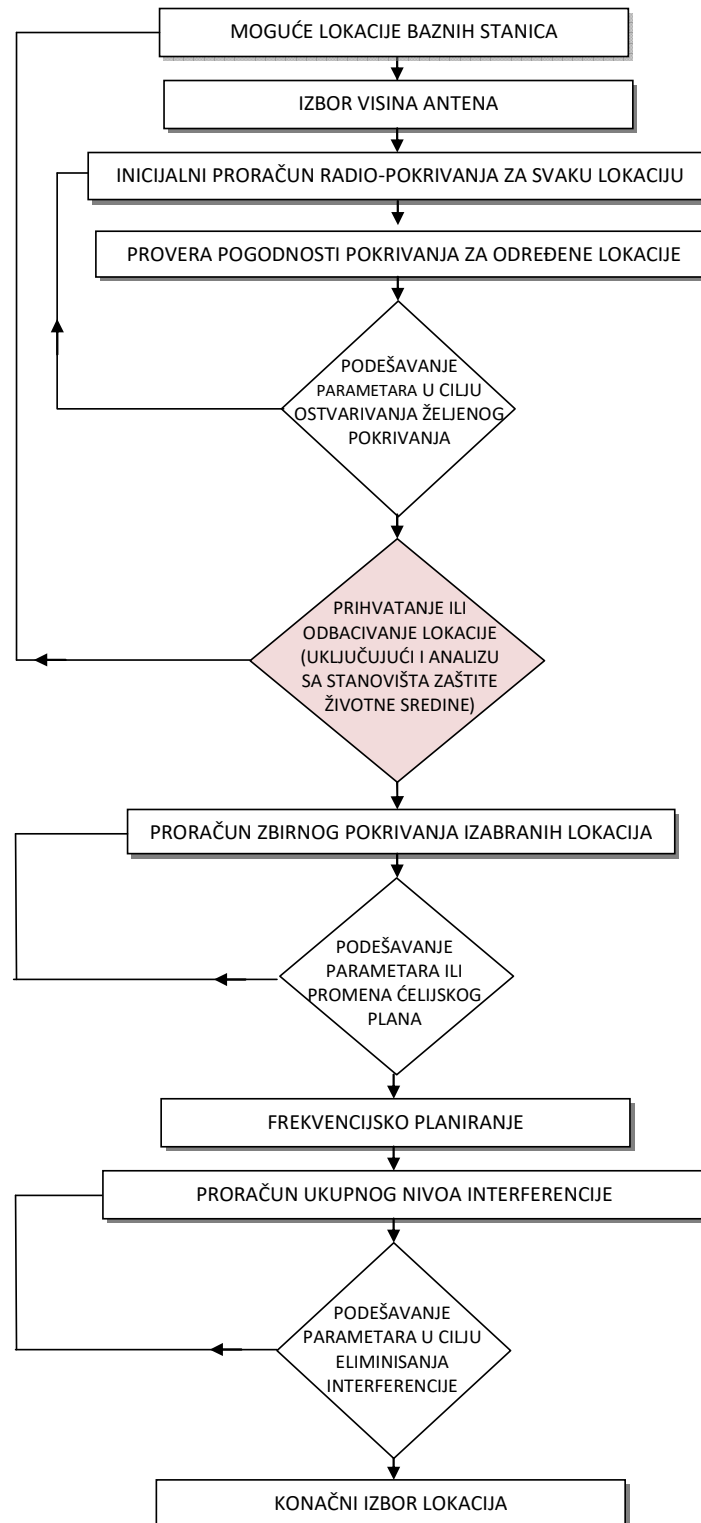 MOGUĆE LOKACIJE BAZNIH STANICA
IZBOR VISINA ANTENA
INICIJALNI PRORAČUN RADIO-POKRIVANJA ZA SVAKU LOKACIJU
PROVERA POGODNOSTI POKRIVANJA ZA ODREĐENE LOKACIJE
PODEŠAVANJE
PARAMETARA U CILJU
OSTVARIVANJA ŽELJENOG
POKRIVANJA
PRIHVATANJE ILI
ODBACIVANJE LOKACIJE
(UKLJUČUJUĆI I ANALIZU
SA STANOVIŠTA ZAŠTITE
ŽIVOTNE SREDINE)
PRORAČUN ZBIRNOG POKRIVANJA IZABRANIH LOKACIJA
PODEŠAVANJE
PARAMETARA ILI
PROMENA ĆELIJSKOG
PLANA
FREKVENCIJSKO PLANIRANJE
PRORAČUN UKUPNOG NIVOA INTERFERENCIJE
PODEŠAVANJE
PARAMETARA U CILJU
ELIMINISANJA
INTERFERENCIJE
KONAČNI IZBOR LOKACIJA